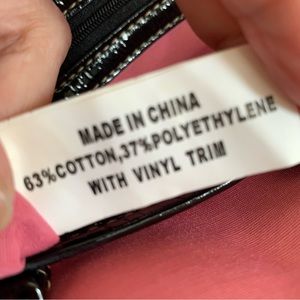 MADE IN CHINA
63%COTTON,37%POLYETHYLENE
WITH VINYL TRIM